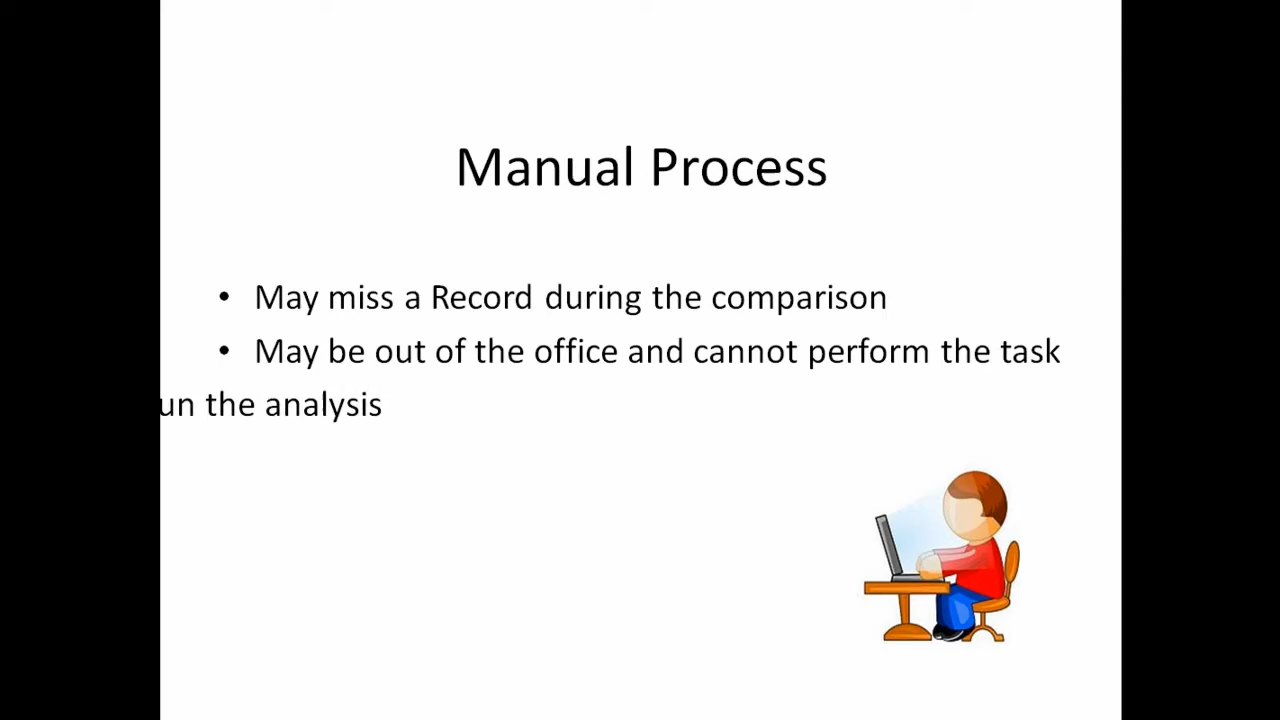 Manual Process
• May miss a Record during the comparison
• May be out of the office and cannot perform the task
un the analysis